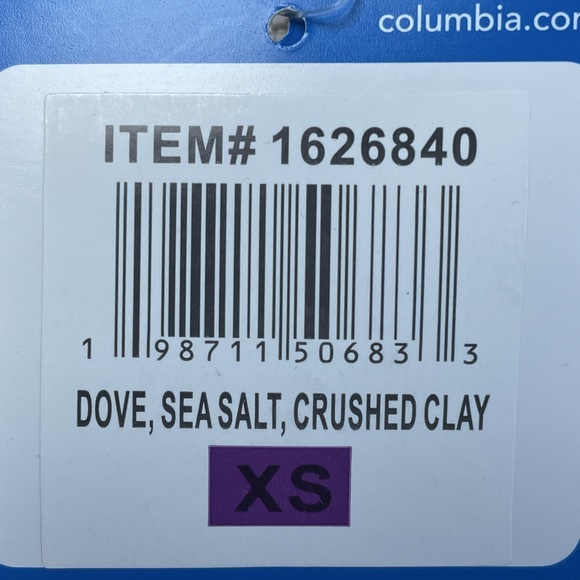 columbia.com
ITEM# 1626840
1 98711 50683 3
DOVE, SEA SALT, CRUSHED CLAY
XS